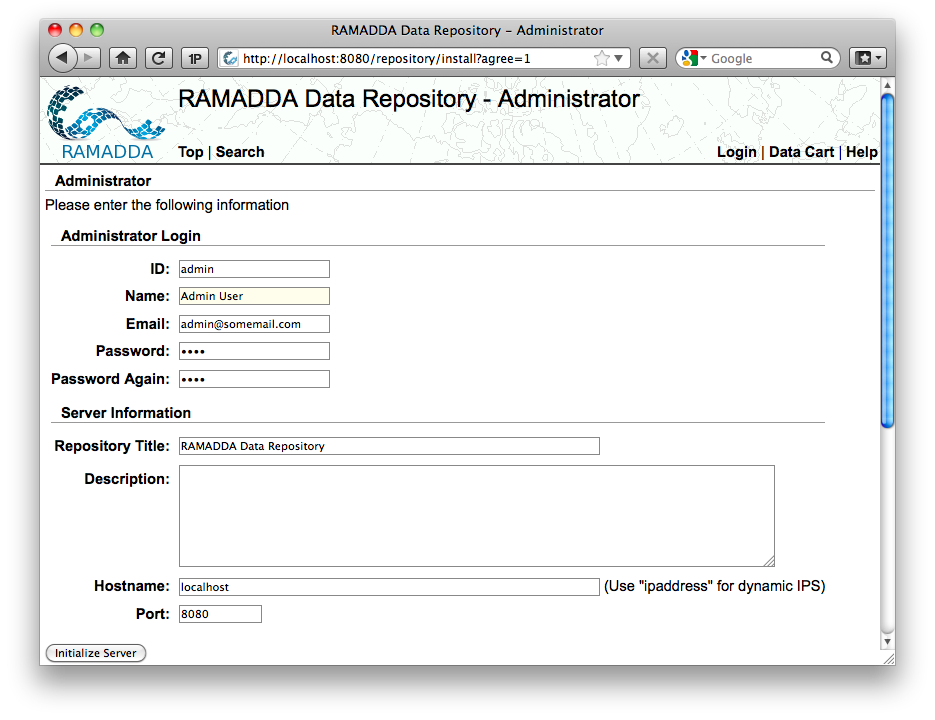 RAMADDA Data Repository – Administrator
1P
http://localhost:8080/repository/install?agree=1
Google
RAMADDA Data Repository - Administrator
RAMADDA
Top | Search
Login | Data Cart | Help
Administrator
Please enter the following information
Administrator Login
ID: admin
Name: Admin User
Email: admin@somemail.com
Password: ••••
Password Again: ••••
Server Information
Repository Title: RAMADDA Data Repository
Description:
Hostname: localhost (Use "ipaddress" for dynamic IPS)
Port: 8080
Initialize Server